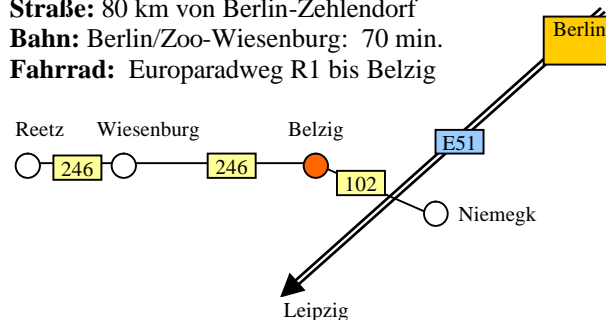 Straße: 80 km von Berlin-Zehlendorf
Bahn: Berlin/Zoo-Wiesenburg: 70 min.
Fahrrad: Europaradweg R1 bis Belzig
Berlin
Reetz Wiesenburg Belzig
E51
246 246
102
Niemegk
Leipzig